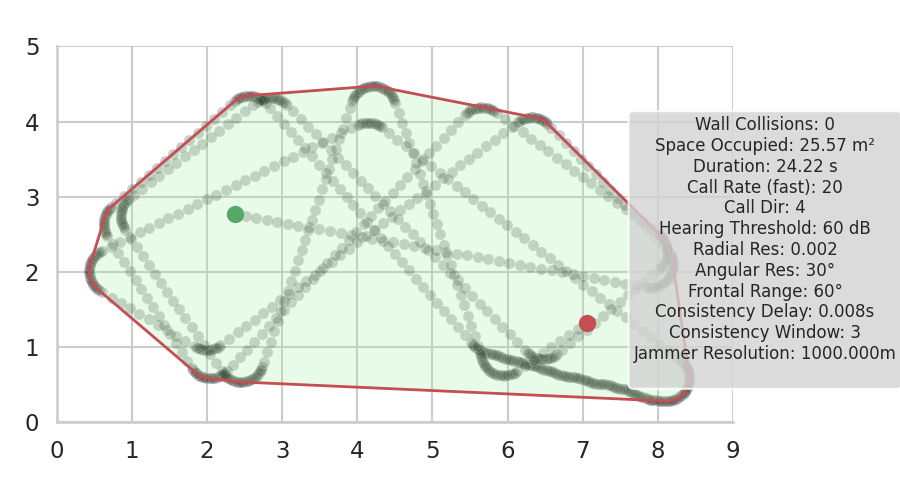 5
4
3
2
1
0
0 1 2 3 4 5 6 7 8 9
Wall Collisions: 0
Space Occupied: 25.57 m²
Duration: 24.22 s
Call Rate (fast): 20
Call Dir: 4
Hearing Threshold: 60 dB
Radial Res: 0.002
Angular Res: 30°
Frontal Range: 60°
Consistency Delay: 0.008s
Consistency Window: 3
Jammer Resolution: 1000.000m